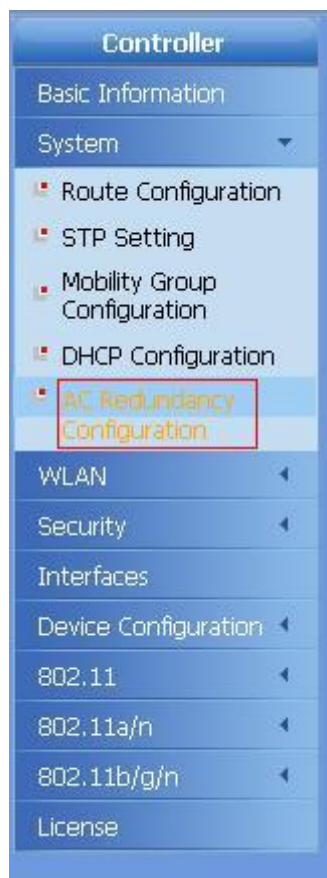 Controller
Basic Information
System
Route Configuration
STP Setting
Mobility Group
Configuration
DHCP Configuration
AC Redundancy
Configuration
WLAN
Security
Interfaces
Device Configuration
802.11
802.11a/n
802.11b/g/n
License